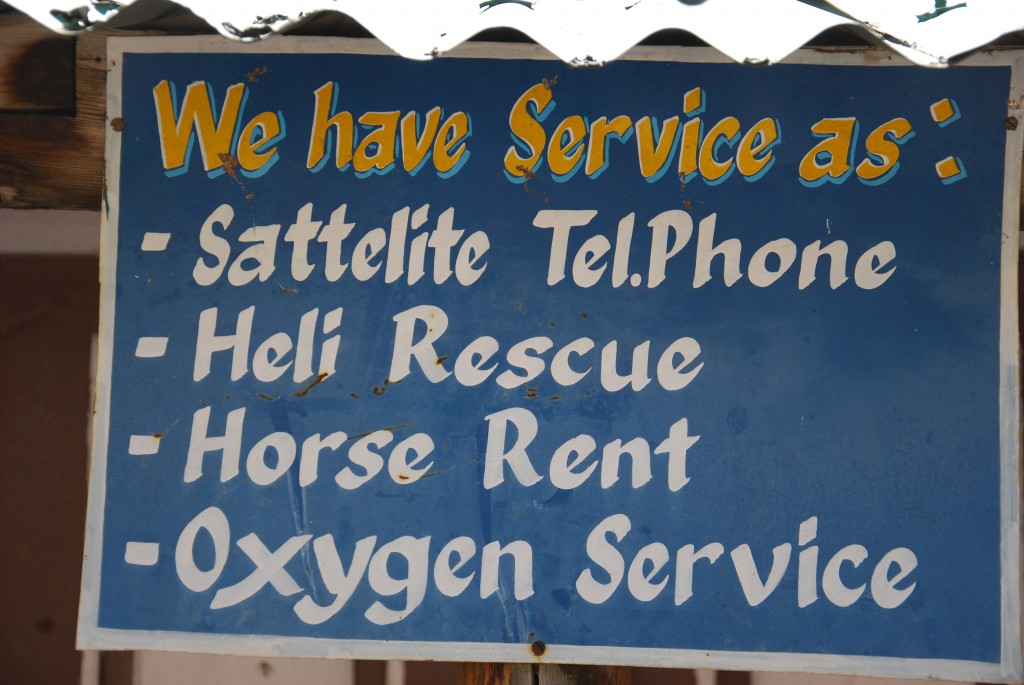 We have Service as:
- Sattelite Tel.Phone
- Heli Rescue
- Horse Rent
- Oxygen Service